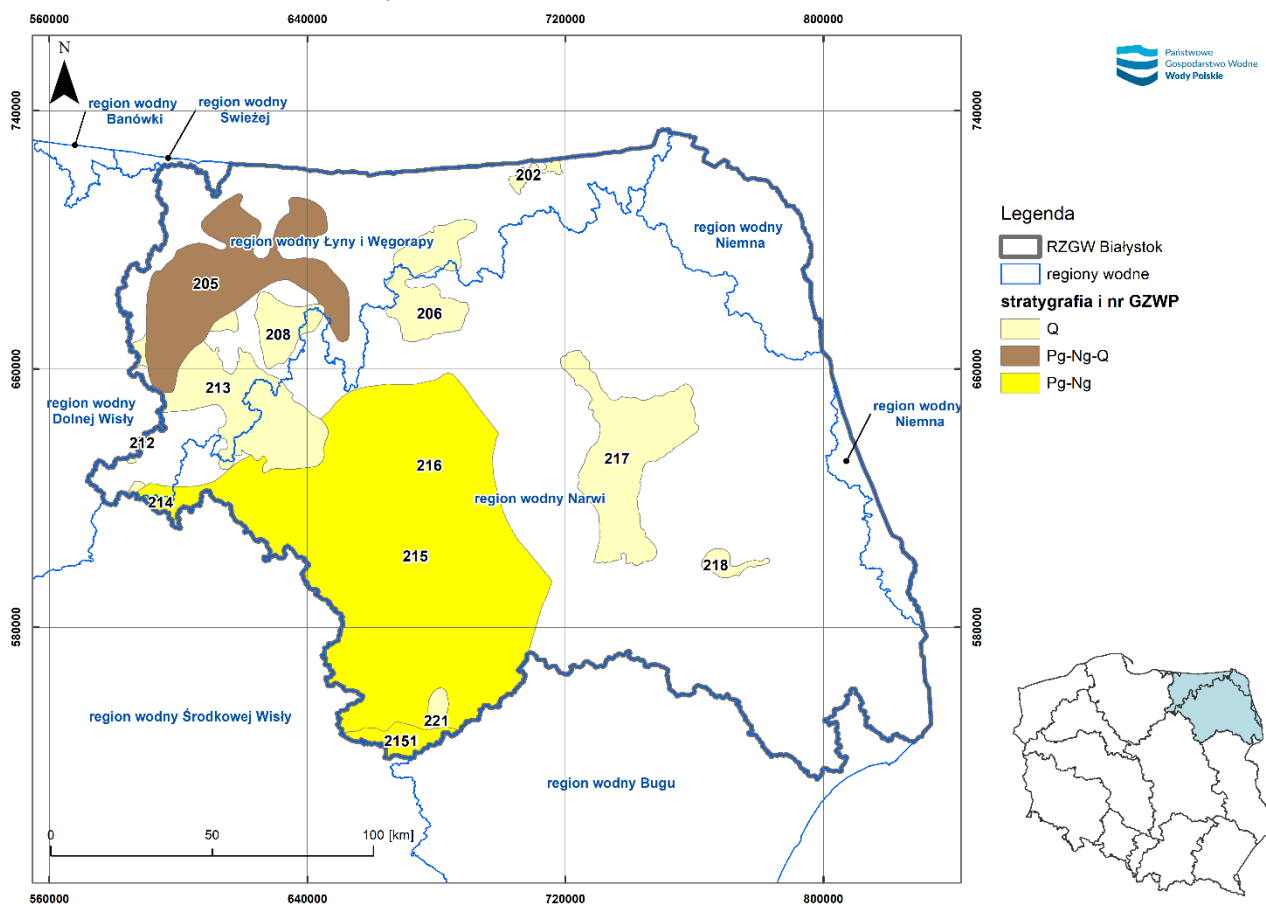 560000
640000
720000
800000
N
Państwowe
Gospodarstwo Wodne
Wody Polskie
region wodny
Banówki
region wodny
Świeżej
740000
740000
202
region wodny
Niemna
region wodny Łyny i Węgorapy
205
206
208
Legenda
RZGW Białystok
regiony wodne
stratygrafia i nr GZWP
Q
Pg-Ng-Q
Pg-Ng
660000
660000
213
region wodny
Dolnej Wisły
region wodny
Niemna
212
216
217
region wodny Narwi
214
215
218
580000
580000
region wodny Środkowej Wisły
221
2151
region wodny Bugu
0
50
100 [km]
560000
640000
720000
800000